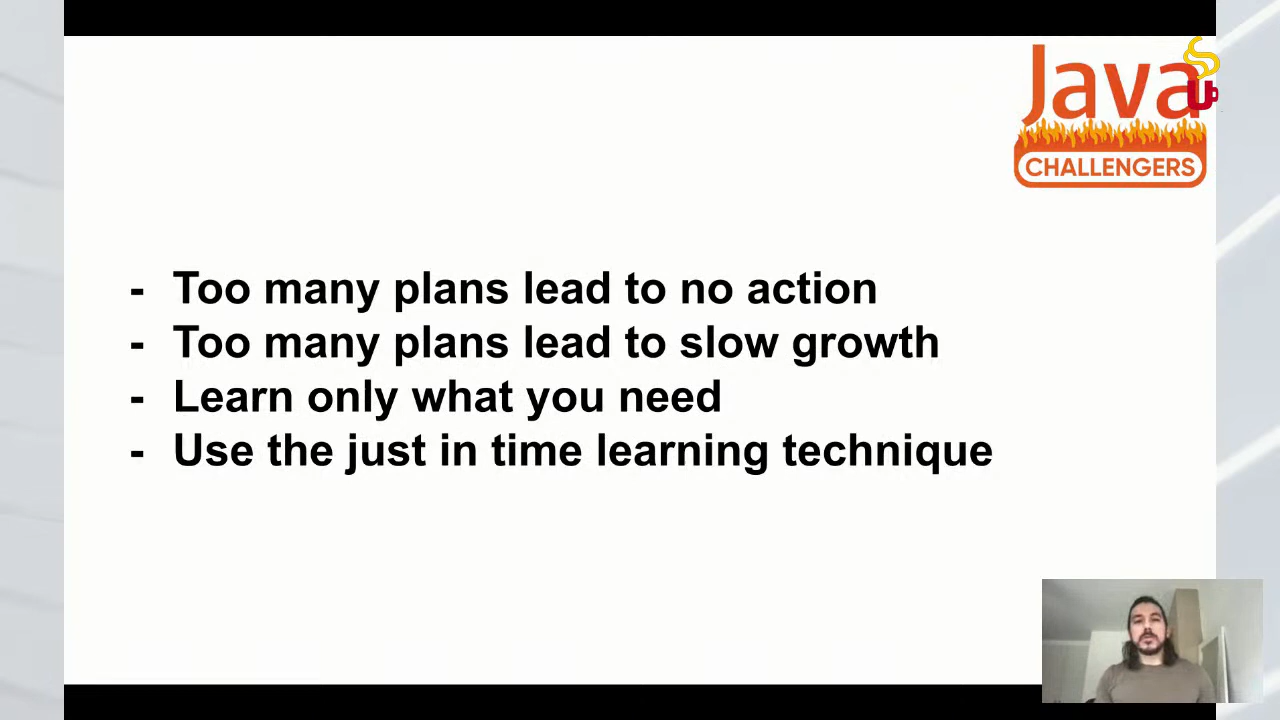 Java
CHALLENGERS
- Too many plans lead to no action
- Too many plans lead to slow growth
- Learn only what you need
- Use the just in time learning technique